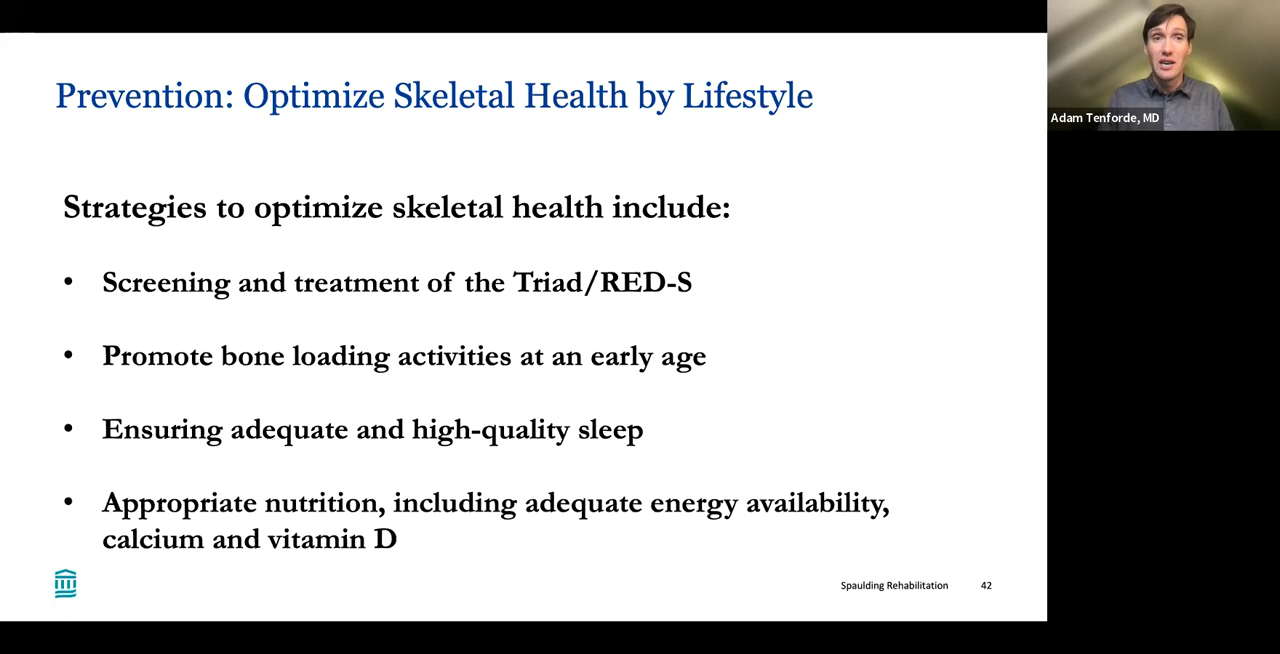 Prevention: Optimize Skeletal Health by Lifestyle
Adam Tenforde, MD
Strategies to optimize skeletal health include:
• Screening and treatment of the Triad/RED-S
• Promote bone loading activities at an early age
• Ensuring adequate and high-quality sleep
• Appropriate nutrition, including adequate energy availability,
calcium and vitamin D
Spaulding Rehabilitation 42